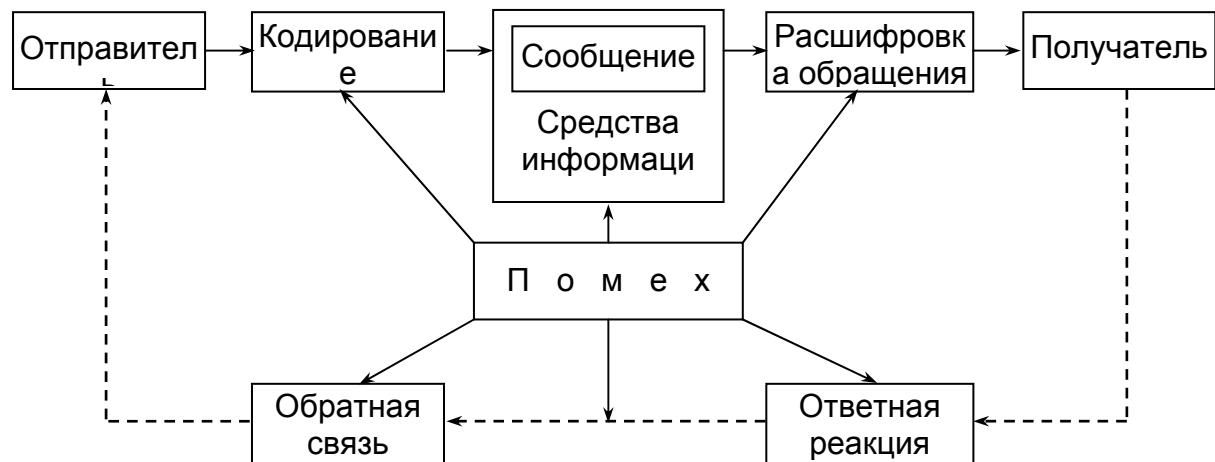 Отправител
Кодировани
е
Сообщение
Средства
информаци
Расшифровк
а обращения
Получатель
П о м е х
Обратная
связь
Ответная
реакция